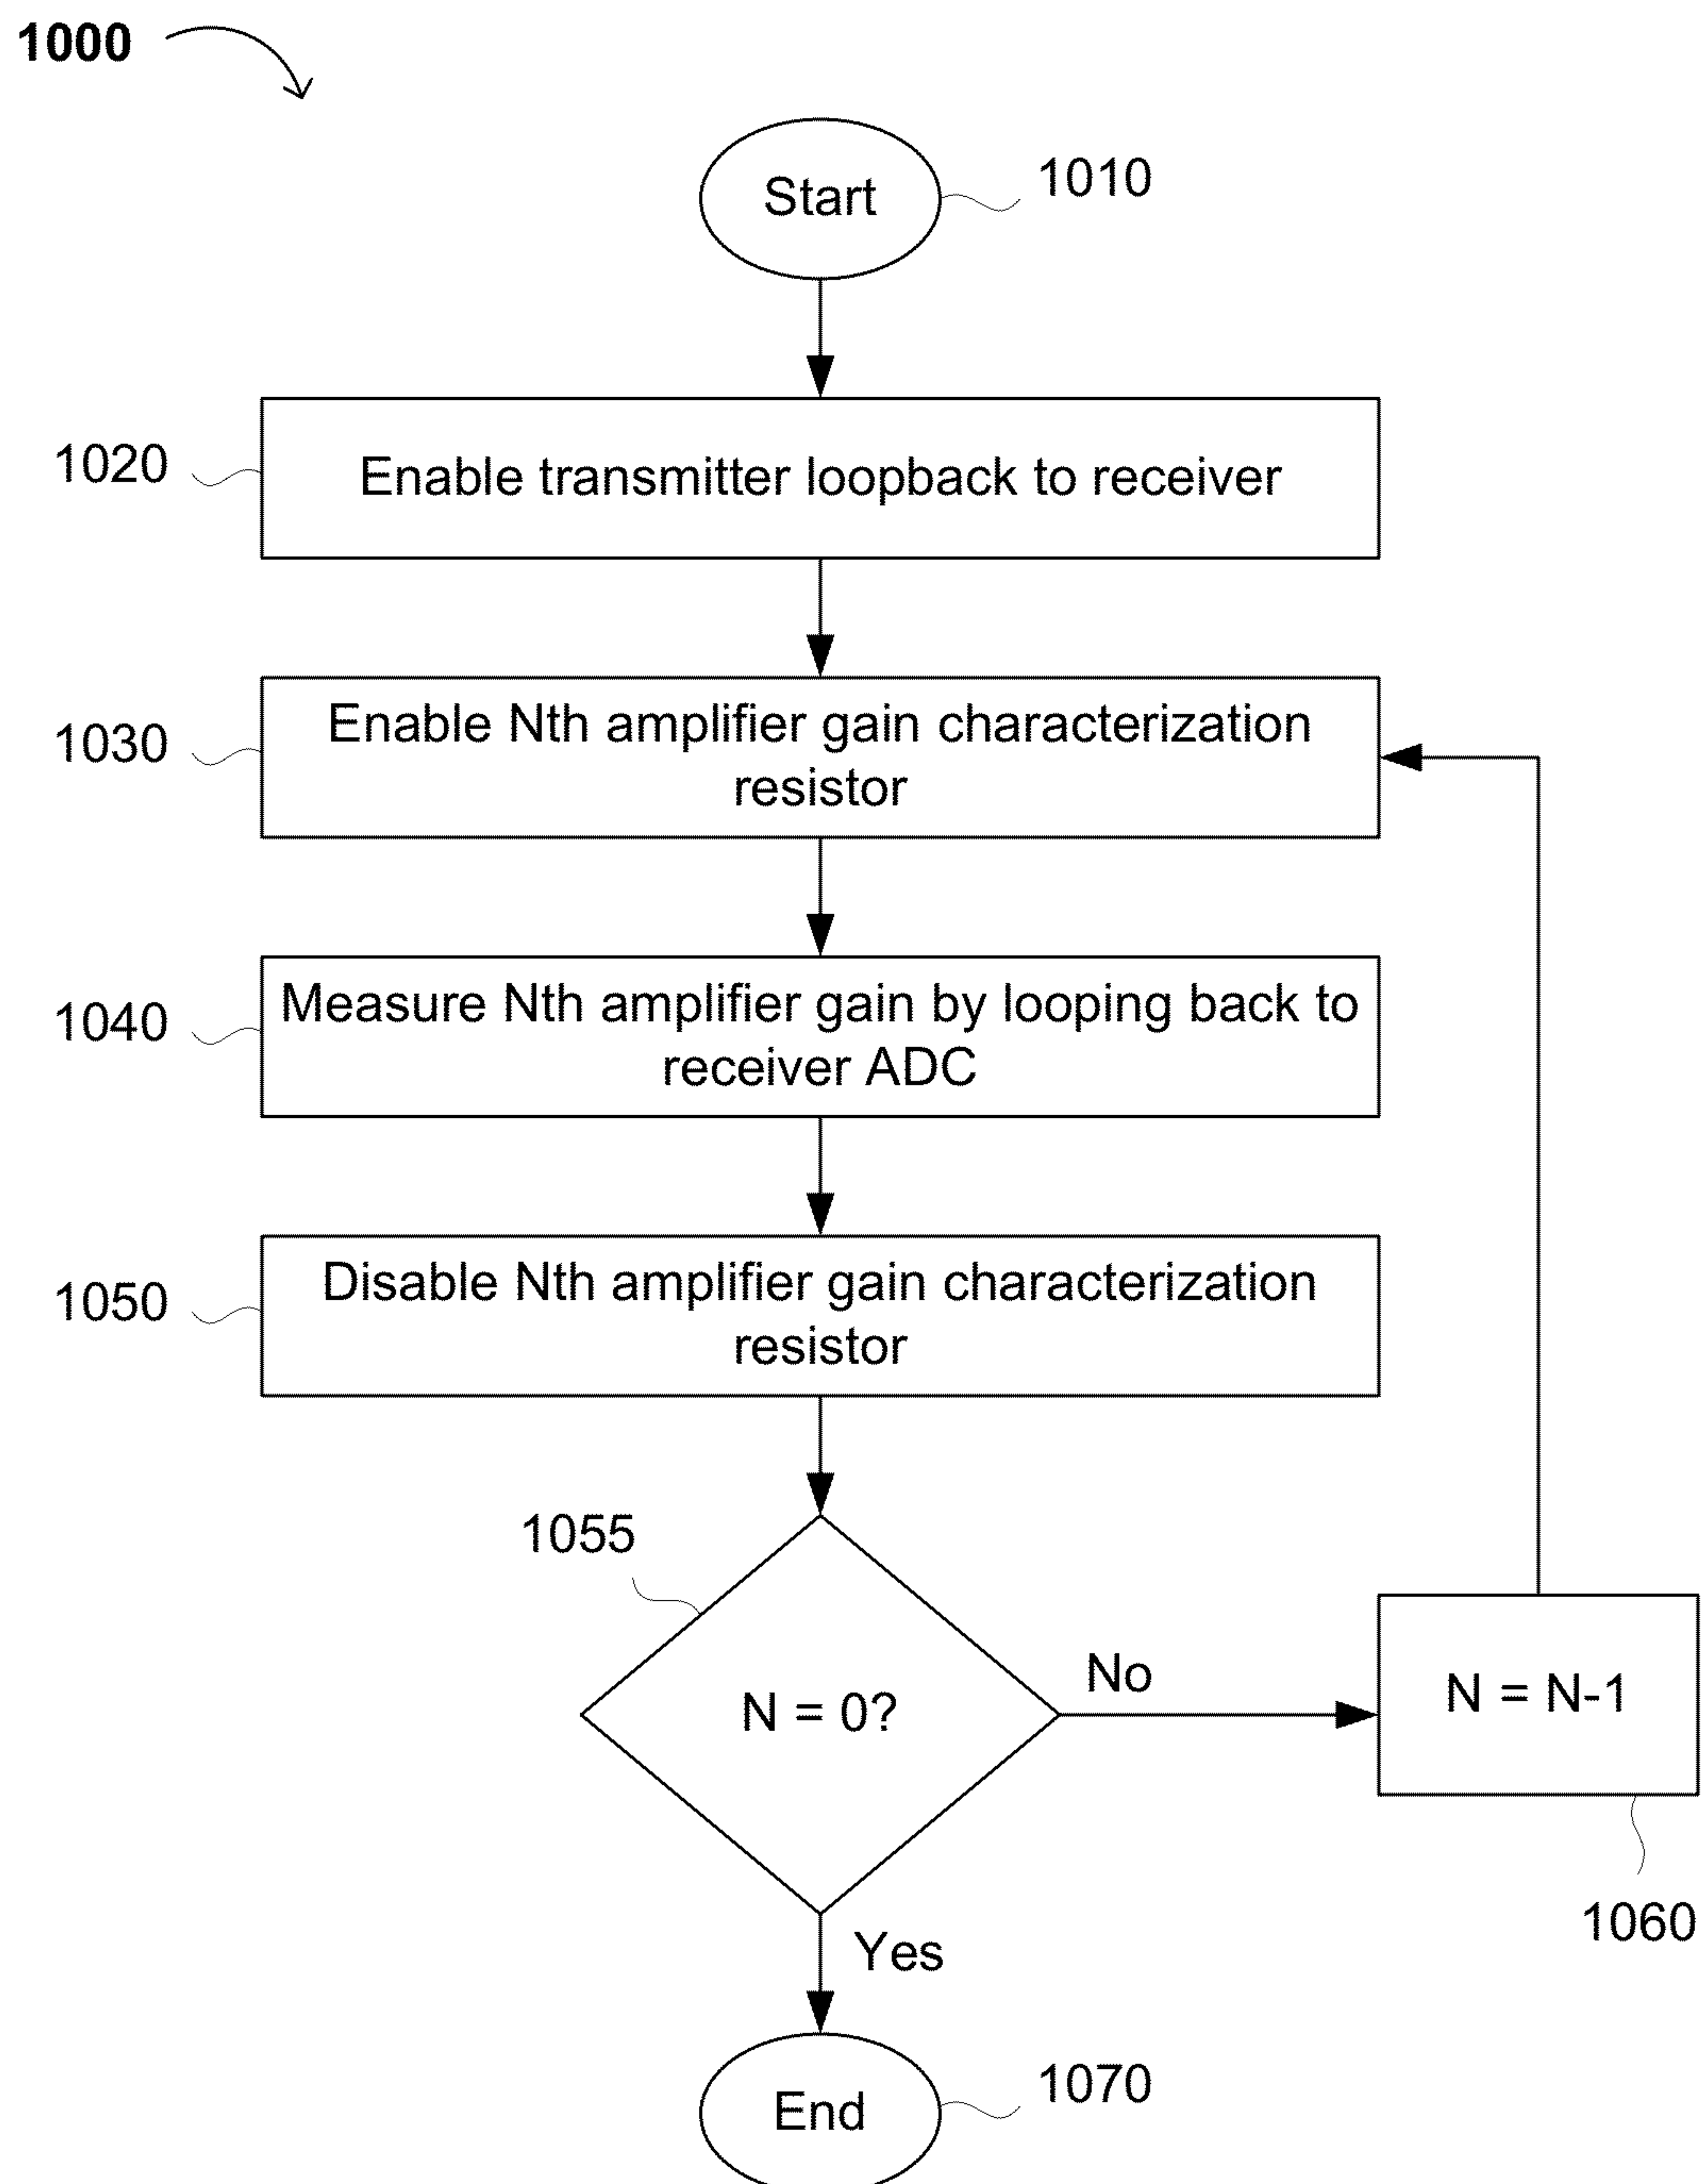 1000
Start
1010
1020
Enable transmitter loopback to receiver
1030
Enable Nth amplifier gain characterization
resistor
1040
Measure Nth amplifier gain by looping back to
receiver ADC
1050
Disable Nth amplifier gain characterization
resistor
1055
N = 0?
No
N = N-1
1060
Yes
End
1070